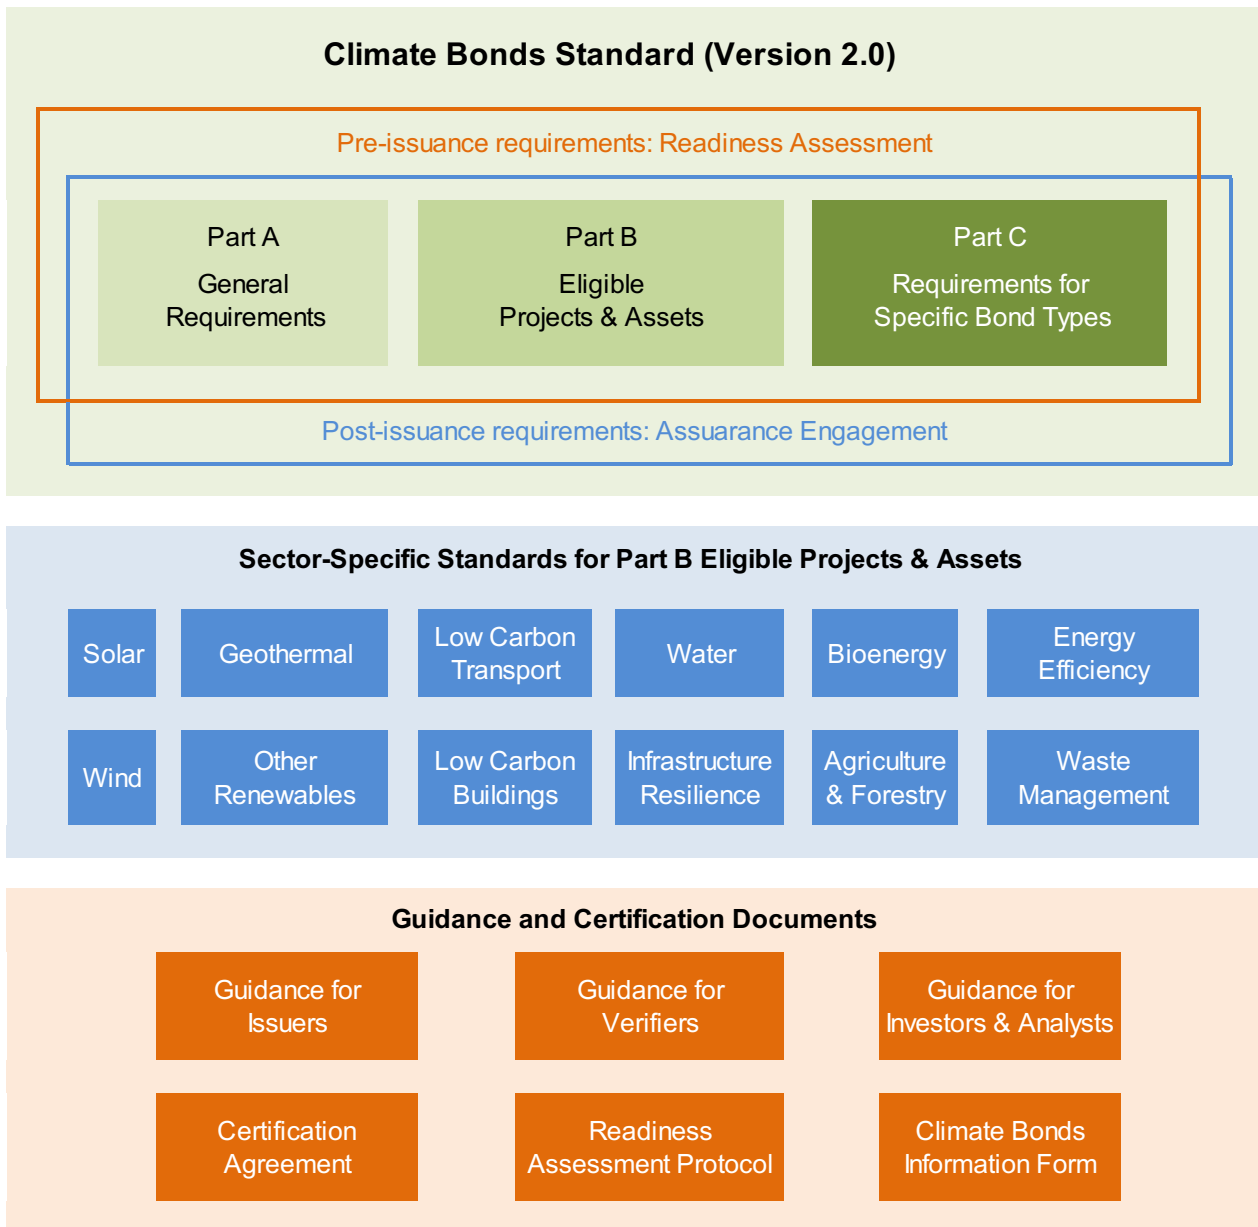 Climate Bonds Standard (Version 2.0)
Pre-issuance requirements: Readiness Assessment
Part A
General
Requirements
Part B
Eligible
Projects & Assets
Part C
Requirements for
Specific Bond Types
Post-issuance requirements: Assuarance Engagement
Sector-Specific Standards for Part B Eligible Projects & Assets
Solar
Geothermal
Low Carbon
Transport
Water
Bioenergy
Energy
Efficiency
Wind
Other
Renewables
Low Carbon
Buildings
Infrastructure
Resilience
Agriculture
& Forestry
Waste
Management
Guidance and Certification Documents
Guidance for
Issuers
Guidance for
Verifiers
Guidance for
Investors & Analysts
Certification
Agreement
Readiness
Assessment Protocol
Climate Bonds
Information Form